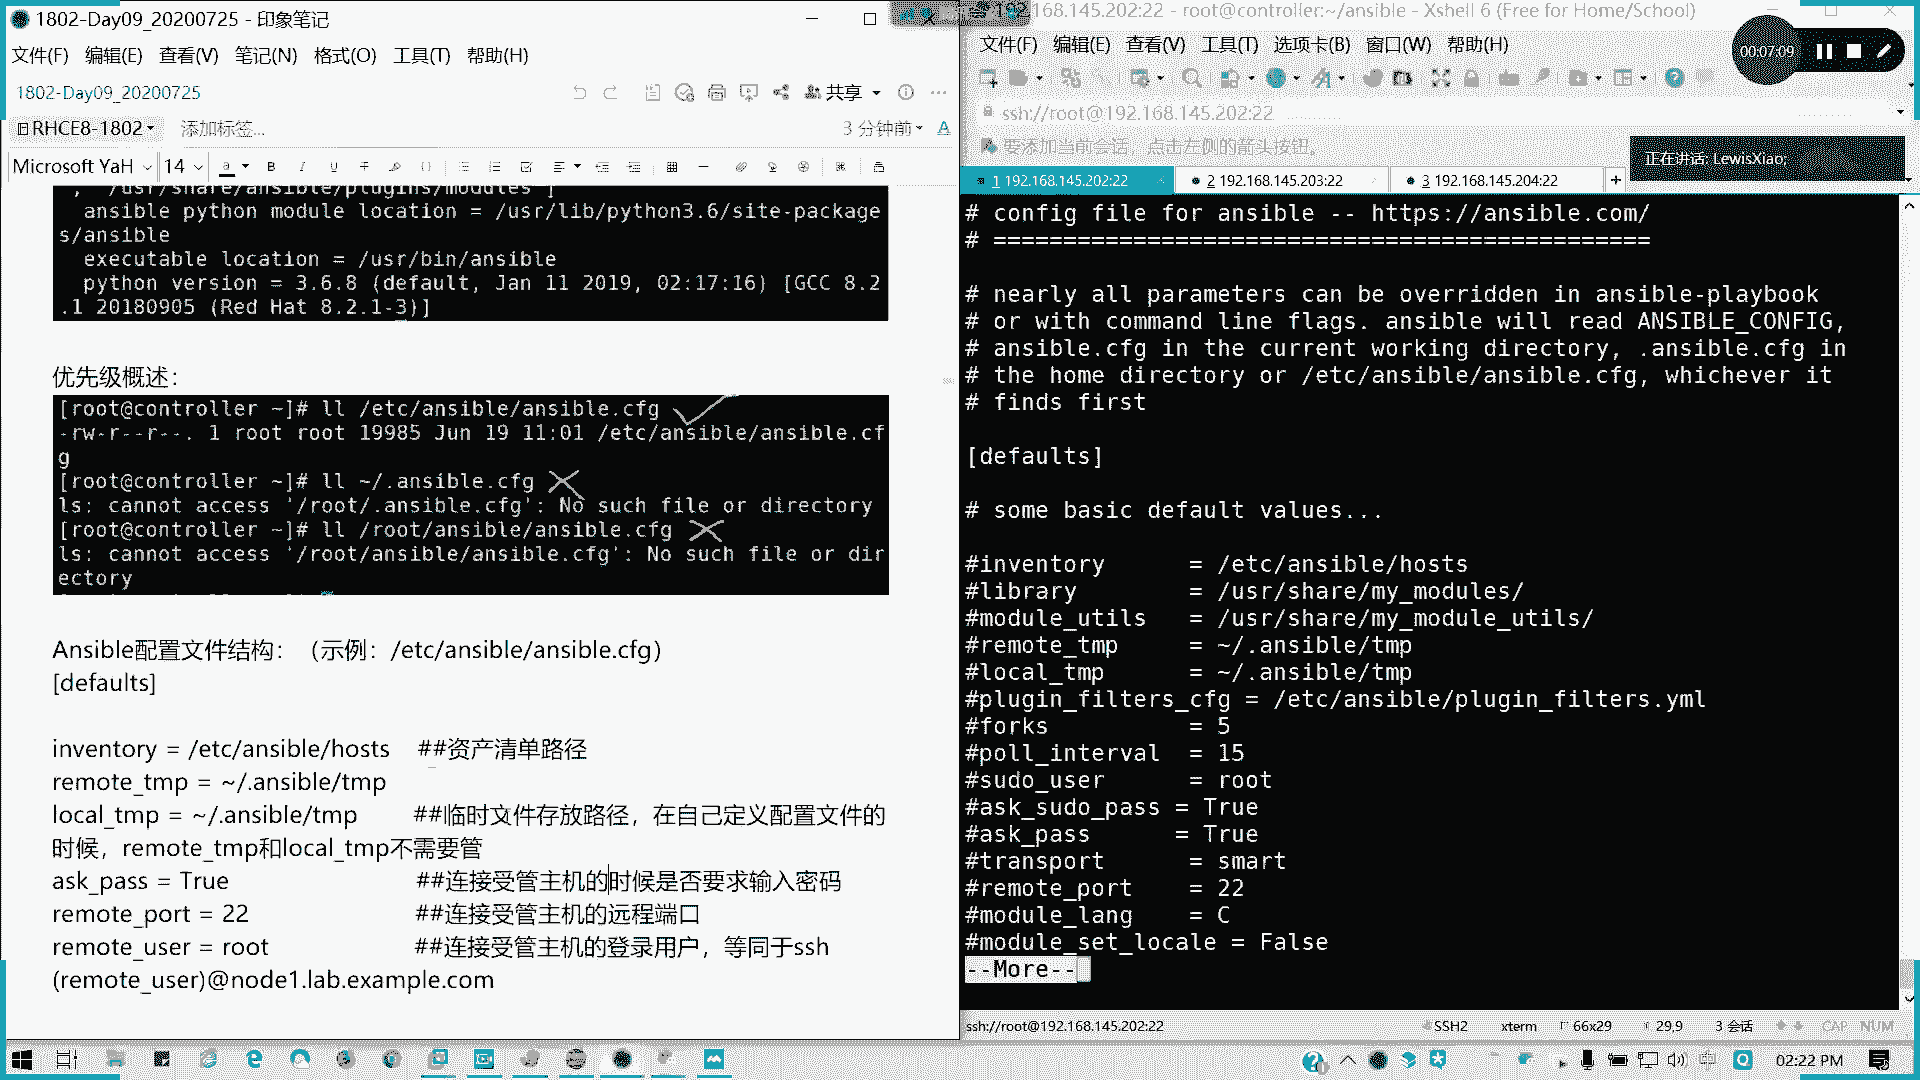 1802-Day09_20200725 - 印象笔记
文件(F) 编辑(E) 查看(V) 笔记(N) 格式(O) 工具(T) 帮助(H)
1802-Day09_20200725
共享
RHCE8-1802
添加标签...
3 分钟前
Microsoft YaH
14
, /usr/share/ansible/plugins/modules ]
ansible python module location = /usr/lib/python3.6/site-package
s/ansible
executable location = /usr/bin/ansible
python version = 3.6.8 (default, Jan 11 2019, 02:17:16) [GCC 8.2
.1 20180905 (Red Hat 8.2.1-3)]
优先级概述：
[root@controller ~]# ll /etc/ansible/ansible.cfg
-rw-r--r--. 1 root root 19985 Jun 19 11:01 /etc/ansible/ansible.cf
g
[root@controller ~]# ll ~/.ansible.cfg
ls: cannot access '/root/.ansible.cfg': No such file or directory
[root@controller ~]# ll /root/ansible/ansible.cfg
ls: cannot access '/root/ansible/ansible.cfg': No such file or dir
ectory
Ansible配置文件结构：（示例：/etc/ansible/ansible.cfg）
[defaults]
inventory = /etc/ansible/hosts ##资产清单路径
remote_tmp = ~/.ansible/tmp
local_tmp = ~/.ansible/tmp ##临时文件存放路径，在自己定义配置文件的
时候，remote_tmp和local_tmp不需要管
ask_pass = True ##连接受管主机的时候是否要求输入密码
remote_port = 22 ##连接受管主机的远程端口
remote_user = root ##连接受管主机的登录用户，等同于ssh
(remote_user)@node1.lab.example.com
192.168.145.202:22 - root@controller:~/ansible - Xshell 6 (Free for Home/School)
文件(F) 编辑(E) 查看(V) 工具(T) 选项卡(B) 窗口(W) 帮助(H)
00:07:09
ssh://root@192.168.145.202:22
要添加当前会话，点击左侧的箭头按钮。
正在讲话: LewisXiao;
1 192.168.145.202:22
2 192.168.145.203:22
3 192.168.145.204:22
# config file for ansible -- https://ansible.com/
# ===============================================
# nearly all parameters can be overridden in ansible-playbook
# or with command line flags. ansible will read ANSIBLE_CONFIG,
# ansible.cfg in the current working directory, .ansible.cfg in
# the home directory or /etc/ansible/ansible.cfg, whichever it
# finds first
[defaults]
# some basic default values...
#inventory = /etc/ansible/hosts
#library = /usr/share/my_modules/
#module_utils = /usr/share/my_module_utils/
#remote_tmp = ~/.ansible/tmp
#local_tmp = ~/.ansible/tmp
#plugin_filters_cfg = /etc/ansible/plugin_filters.yml
#forks = 5
#poll_interval = 15
#sudo_user = root
#ask_sudo_pass = True
#ask_pass = True
#transport = smart
#remote_port = 22
#module_lang = C
#module_set_locale = False
--More--
ssh://root@192.168.145.202:22
SSH2
xterm
66x29
29,9
3 会话
CAP NUM
02:22 PM